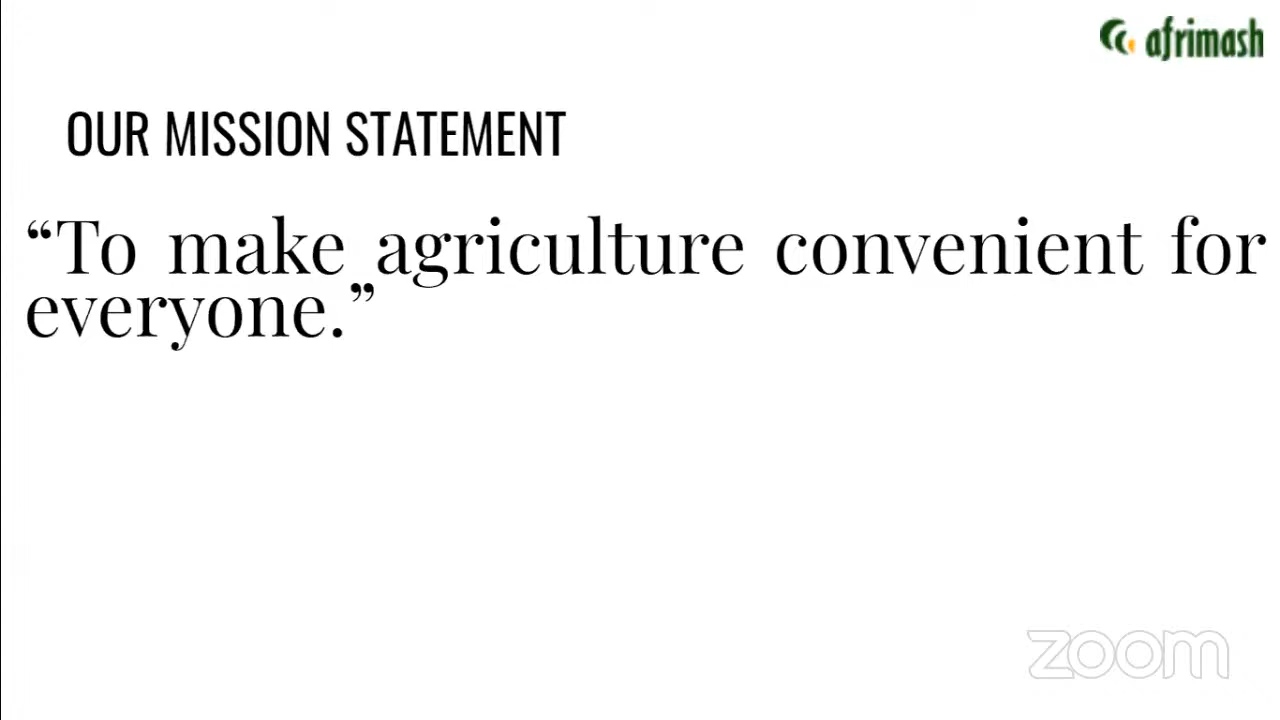 afrimash
OUR MISSION STATEMENT
“To make agriculture convenient for
everyone.”
zoom